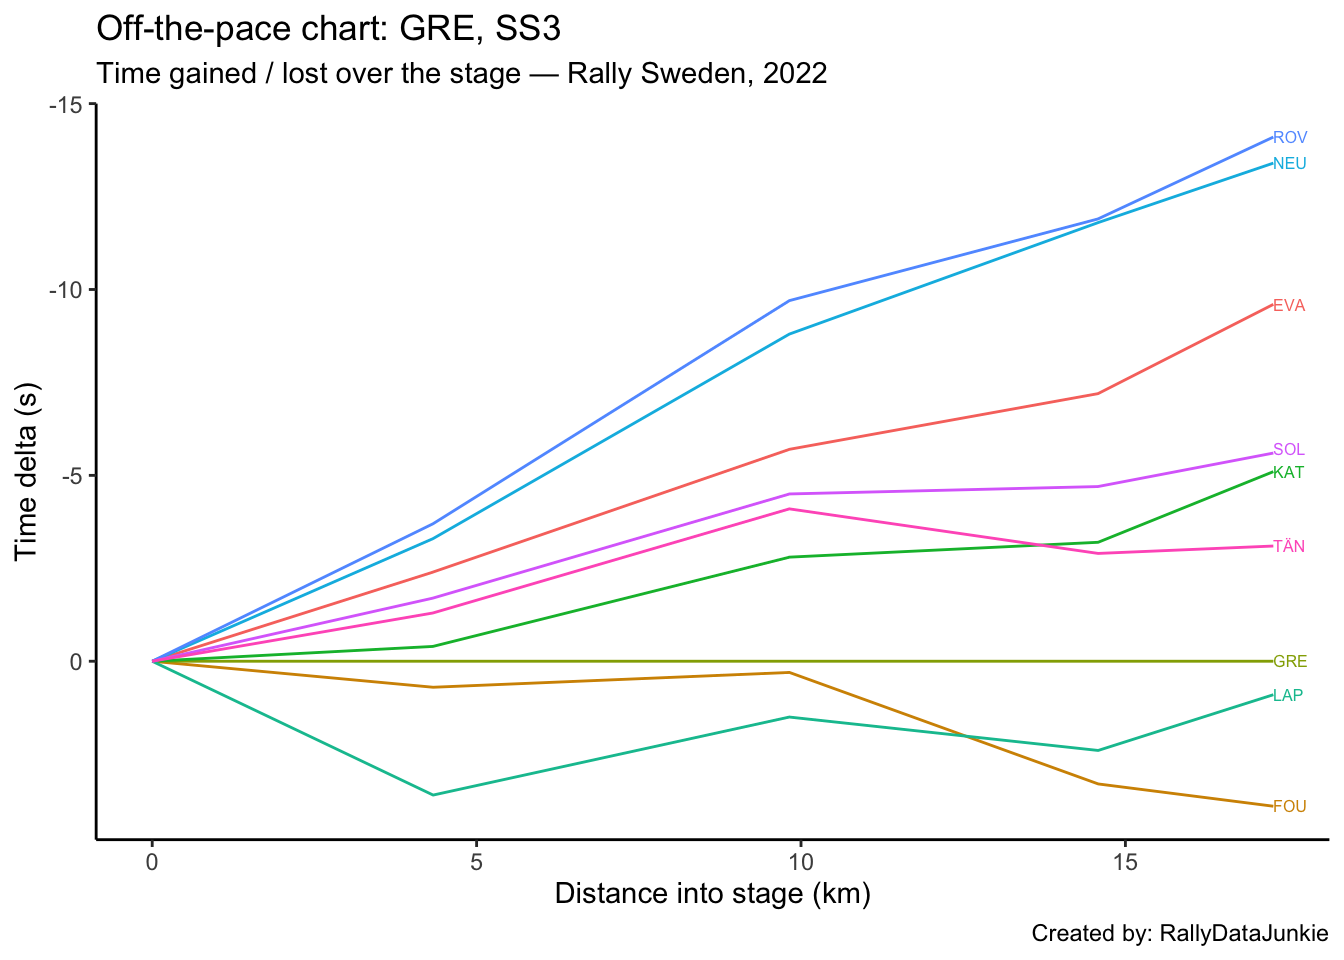 Off-the-pace chart: GRE, SS3
Time gained / lost over the stage — Rally Sweden, 2022
-15
-10
-5
0
Time delta (s)
ROV
NEU
EVA
SOL
KAT
TÄN
GRE
LAP
FOU
0 5 10 15
Distance into stage (km)
Created by: RallyDataJunkie